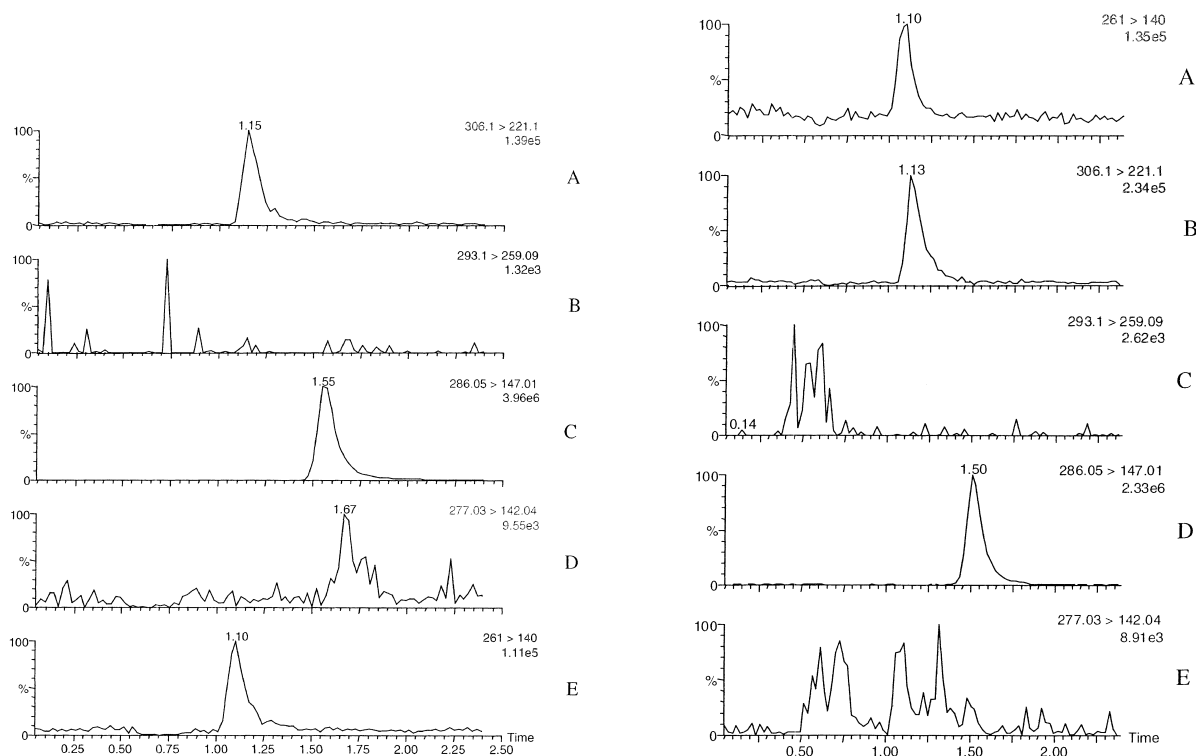 1.15
306.1 > 221.1
1.39e5
100
%
0
A
293.1 > 259.09
1.32e3
100
%
0
B
1.55
286.05 > 147.01
3.96e6
100
%
0
C
1.67
277.03 > 142.04
9.55e3
100
%
0
D
1.10
261 > 140
1.11e5
100
%
0
E
0.25 0.50 0.75 1.00 1.25 1.50 1.75 2.00 2.25 2.50
Time
1.10
261 > 140
1.35e5
100
%
0
A
1.13
306.1 > 221.1
2.34e5
100
%
0
B
293.1 > 259.09
2.62e3
100
%
0.14
0
C
1.50
286.05 > 147.01
2.33e6
100
%
0
D
277.03 > 142.04
8.91e3
100
%
0
E
0.50 1.00 1.50 2.00
Time